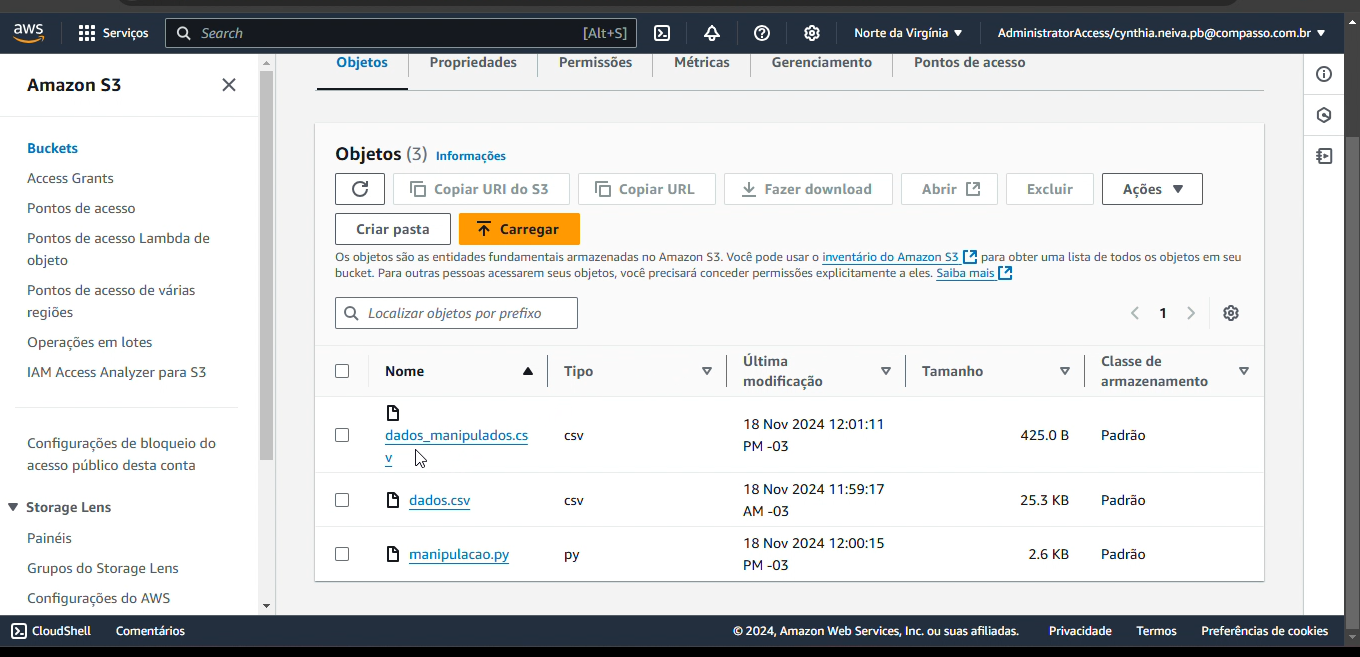 aws Serviços Search [Alt+S] Norte da Virgínia AdministratorAccess/cynthia.neiva.pb@compasso.com.br
Amazon S3
Buckets
Access Grants
Pontos de acesso
Pontos de acesso Lambda de
objeto
Pontos de acesso de várias
regiões
Operações em lotes
IAM Access Analyzer para S3
Configurações de bloqueio do
acesso público desta conta
Storage Lens
Painéis
Grupos do Storage Lens
Configurações do AWS
Objetos Propriedades Permissões Métricas Gerenciamento Pontos de acesso
Objetos (3) Informações
Copiar URI do S3 Copiar URL Fazer download Abrir Excluir Ações
Criar pasta Carregar
Os objetos são as entidades fundamentais armazenadas no Amazon S3. Você pode usar o inventário do Amazon S3 para obter uma lista de todos os objetos em seu
bucket. Para outras pessoas acessarem seus objetos, você precisará conceder permissões explicitamente a eles. Saiba mais
Localizar objetos por prefixo 1
Nome Tipo Última
modificação Tamanho Classe de
armazenamento
dados_manipulados.cs
v csv 18 Nov 2024 12:01:11
PM -03 425.0 B Padrão
dados.csv csv 18 Nov 2024 11:59:17
AM -03 25.3 KB Padrão
manipulacao.py py 18 Nov 2024 12:00:15
PM -03 2.6 KB Padrão
CloudShell Comentários © 2024, Amazon Web Services, Inc. ou suas afiliadas. Privacidade Termos Preferências de cookies